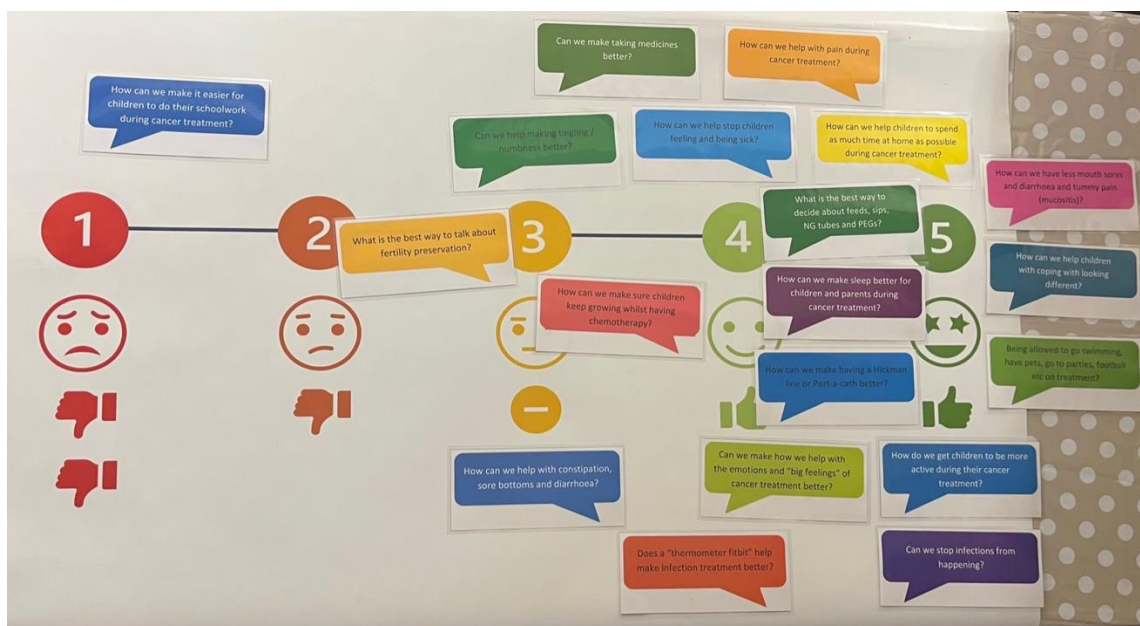 Can we make taking medicines
better?
How can we help with pain during
cancer treatment?
How can we make it easier for
children to do their schoolwork
during cancer treatment?
Can we help making tingling /
numbness better?
How can we help stop children
feeling and being sick?
How can we help children to spend
as much time at home as possible
during cancer treatment?
How can we have less mouth sores
and diarrhoea and tummy pain
(mucositis)?
1
2
What is the best way to talk about
fertility preservation?
3
4
What is the best way to
decide about feeds, sips,
NG tubes and PEGs?
5
How can we help children
with coping with looking
different?
How can we make sure children
keep growing whilst having
chemotherapy?
How can we make sleep better for
children and parents during
cancer treatment?
Being allowed to go swimming,
have pets, go to parties, football
etc on treatment?
How can we make having a Hickman
line or Port-a-cath better?
How can we help with constipation,
sore bottoms and diarrhoea?
Can we make how we help with
the emotions and "big feelings" of
cancer treatment better?
How do we get children to be more
active during their cancer
treatment?
Does a "thermometer fitbit" help
make Infection treatment better?
Can we stop infections from
happening?